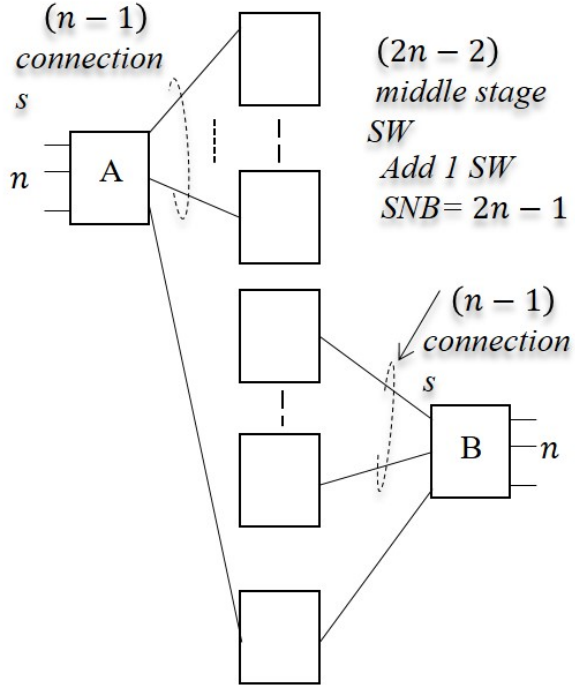 (n − 1)
connection
s
n
A
(2n − 2)
middle stage
SW
Add 1 SW
SNB= 2n − 1
(n − 1)
connection
s
B
n